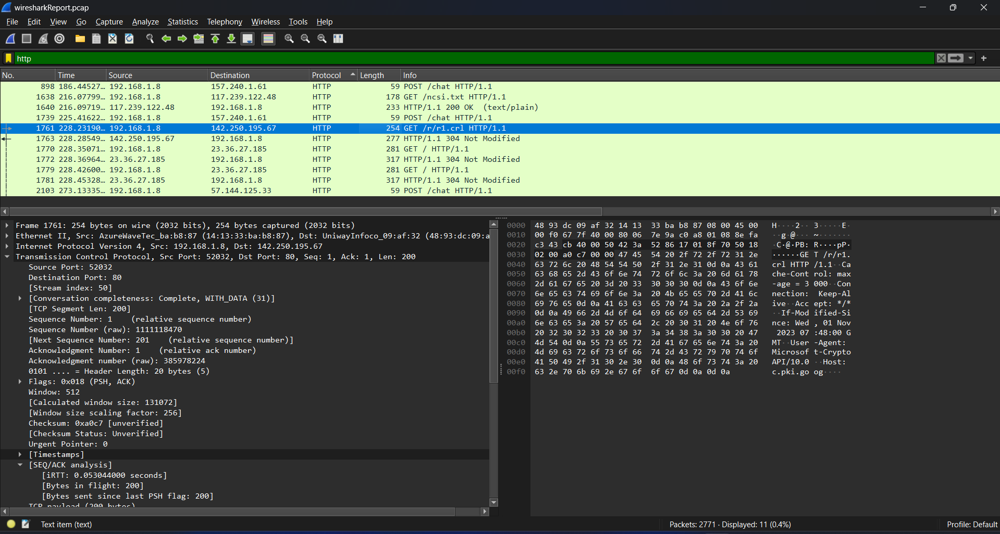 wiresharkReport.pcap
File Edit View Go Capture Analyze Statistics Telephony Wireless Tools Help
http
No. Time Source Destination Protocol Length Info
898 186.44527… 192.168.1.8 157.240.1.61 HTTP 59 POST /chat HTTP/1.1
1638 216.07799… 192.168.1.8 117.239.122.48 HTTP 178 GET /ncsi.txt HTTP/1.1
1640 216.09719… 117.239.122.48 192.168.1.8 HTTP 233 HTTP/1.1 200 OK (text/plain)
1739 225.41622… 192.168.1.8 157.240.1.61 HTTP 59 POST /chat HTTP/1.1
1761 228.23190… 192.168.1.8 142.250.195.67 HTTP 254 GET /r/r1.crl HTTP/1.1
1763 228.28549… 142.250.195.67 192.168.1.8 HTTP 277 HTTP/1.1 304 Not Modified
1770 228.35071… 192.168.1.8 23.36.27.185 HTTP 281 GET / HTTP/1.1
1772 228.36964… 23.36.27.185 192.168.1.8 HTTP 317 HTTP/1.1 304 Not Modified
1779 228.42600… 192.168.1.8 23.36.27.185 HTTP 281 GET / HTTP/1.1
1781 228.45328… 23.36.27.185 192.168.1.8 HTTP 317 HTTP/1.1 304 Not Modified
2103 273.13335… 192.168.1.8 57.144.125.33 HTTP 59 POST /chat HTTP/1.1
Frame 1761: 254 bytes on wire (2032 bits), 254 bytes captured (2032 bits)
Ethernet II, Src: AzureWaveTec_ba:b8:87 (14:13:33:ba:b8:87), Dst: UniwayInfoco_09:af:32 (48:93:dc:09:a
Internet Protocol Version 4, Src: 192.168.1.8, Dst: 142.250.195.67
Transmission Control Protocol, Src Port: 52032, Dst Port: 80, Seq: 1, Ack: 1, Len: 200
Source Port: 52032
Destination Port: 80
[Stream index: 50]
[Conversation completeness: Complete, WITH_DATA (31)]
[TCP Segment Len: 200]
Sequence Number: 1 (relative sequence number)
Sequence Number (raw): 1111118470
[Next Sequence Number: 201 (relative sequence number)]
Acknowledgment Number: 1 (relative ack number)
Acknowledgment number (raw): 385978224
0101 .... = Header Length: 20 bytes (5)
Flags: 0x018 (PSH, ACK)
Window: 512
[Calculated window size: 131072]
[Window size scaling factor: 256]
Checksum: 0xa0c7 [unverified]
[Checksum Status: Unverified]
Urgent Pointer: 0
[Timestamps]
[SEQ/ACK analysis]
[iRTT: 0.053044000 seconds]
[Bytes in flight: 200]
[Bytes sent since last PSH flag: 200]
TCP payload (200 bytes)
0000 48 93 dc 09 af 32 14 13 33 ba b8 87 08 00 45 00 H····2·· 3·····E·
0010 00 f0 67 7f 40 00 80 06 7e 9a c0 a8 01 08 8e fa ··g·@··· ~·······
0020 c3 43 cb 40 00 50 42 3a 52 86 17 01 8f 70 50 18 ·C·@·PB: R····pP·
0030 02 00 a0 c7 00 00 47 45 54 20 2f 72 2f 72 31 2e ······GE T /r/r1.
0040 63 72 6c 20 48 54 54 50 2f 31 2e 31 0d 0a 43 61 crl HTTP /1.1··Ca
0050 63 68 65 2d 43 6f 6e 74 72 6f 6c 3a 20 6d 61 78 che-Cont rol: max
0060 2d 61 67 65 20 3d 20 33 30 30 30 0d 0a 43 6f 6e -age = 3 000··Con
0070 6e 65 63 74 69 6f 6e 3a 20 4b 65 65 70 2d 41 6c nection: Keep-Al
0080 69 76 65 0d 0a 41 63 63 65 70 74 3a 20 2a 2f 2a ive··Acc ept: */*
0090 0d 0a 49 66 2d 4d 6f 64 69 66 69 65 64 2d 53 69 ··If-Mod ified-Si
00a0 6e 63 65 3a 20 57 65 64 2c 20 30 31 20 4e 6f 76 nce: Wed , 01 Nov
00b0 20 32 30 32 33 20 30 37 3a 34 38 3a 30 30 20 47 2023 07 :48:00 G
00c0 4d 54 0d 0a 55 73 65 72 2d 41 67 65 6e 74 3a 20 MT··User -Agent:
00d0 4d 69 63 72 6f 73 6f 66 74 2d 43 72 79 70 74 6f Microsof t-Crypto
00e0 41 50 49 2f 31 30 2e 30 0d 0a 48 6f 73 74 3a 20 API/10.0 ··Host:
00f0 63 2e 70 6b 69 2e 67 6f 6f 67 0d 0a 0d 0a c.pki.go og····
Text item (text) Packets: 2771 · Displayed: 11 (0.4%) Profile: Default